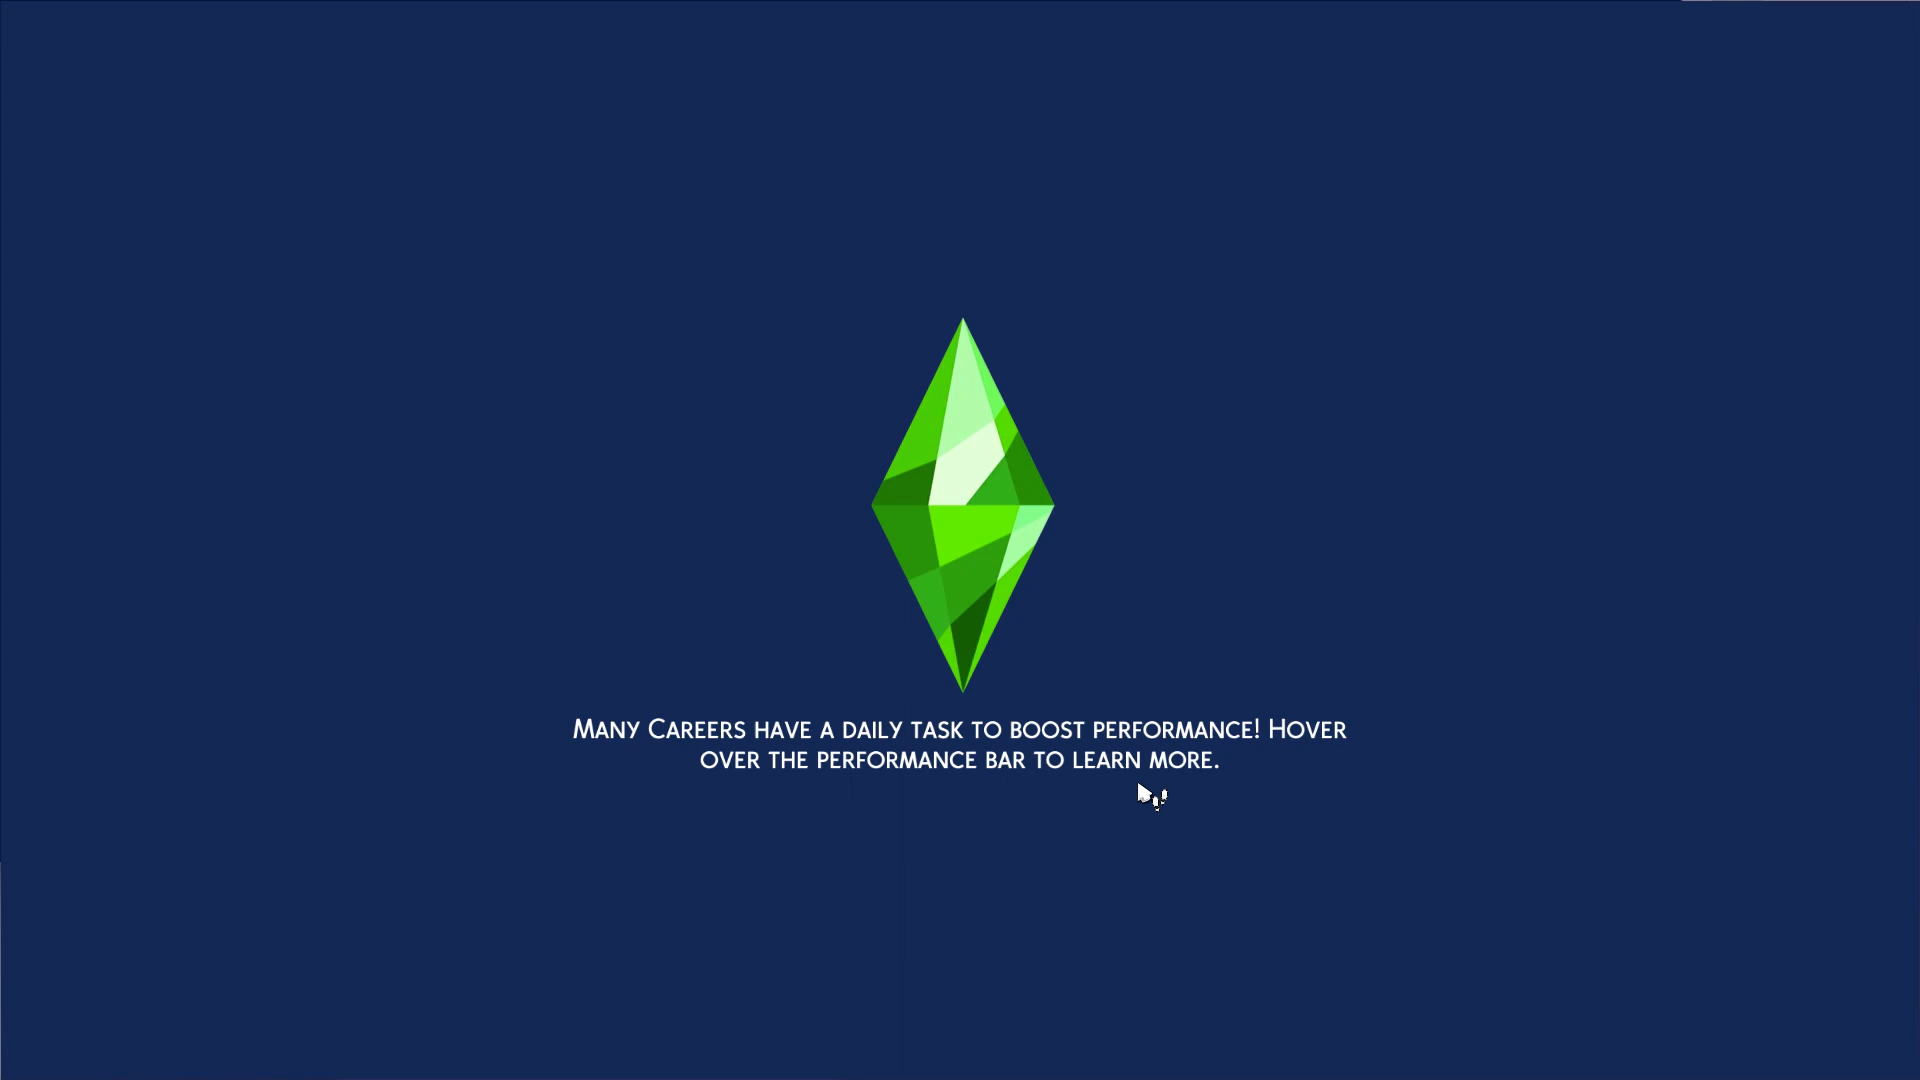 Many Careers have a daily task to boost performance! Hover
over the performance bar to learn more.